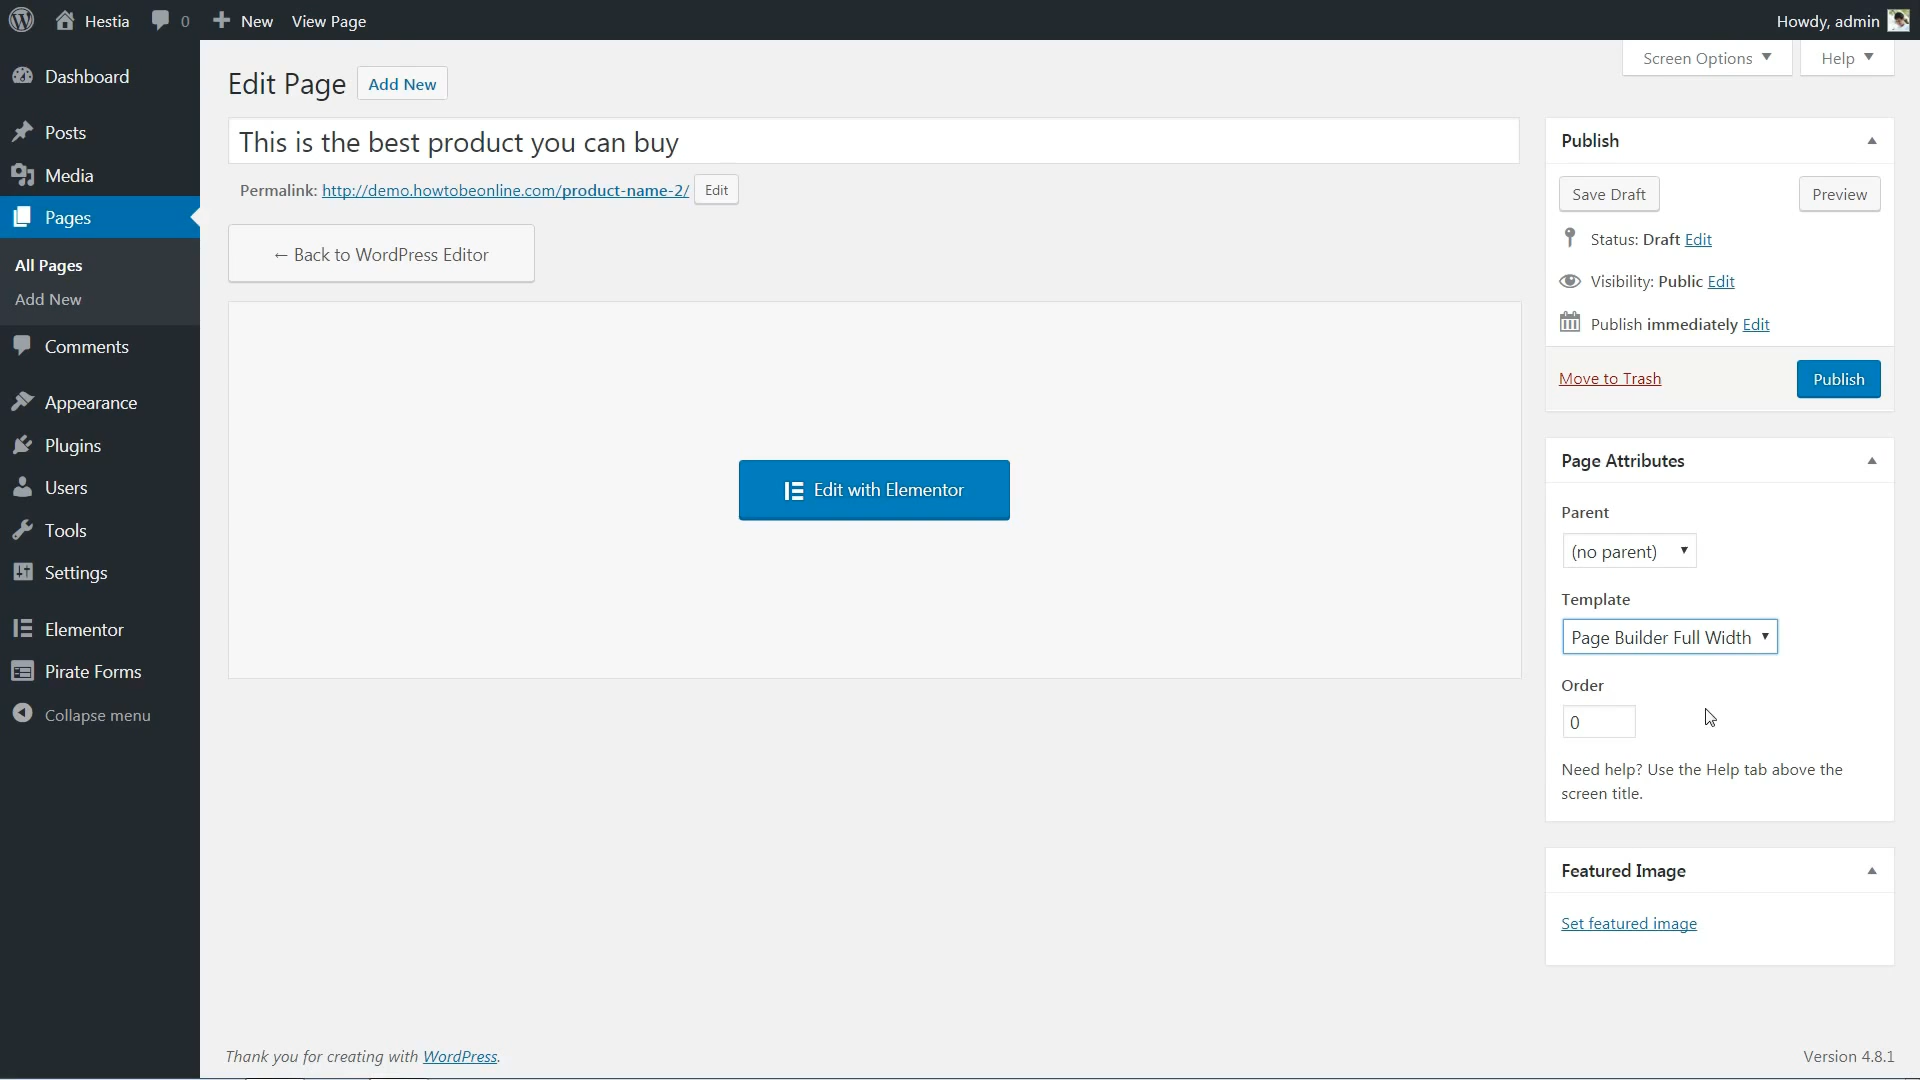 Hestia
0
New
View Page
Howdy, admin
Screen Options
Help
Dashboard
Posts
Media
Pages
All Pages
Add New
Comments
Appearance
Plugins
Users
Tools
Settings
Elementor
Pirate Forms
Collapse menu
Edit Page
Add New
This is the best product you can buy
Permalink: http://demo.howtobeonline.com/product-name-2/ Edit
← Back to WordPress Editor
Edit with Elementor
Publish
Save Draft
Preview
Status: Draft Edit
Visibility: Public Edit
Publish immediately Edit
Move to Trash
Publish
Page Attributes
Parent
(no parent)
Template
Page Builder Full Width
Order
0
Need help? Use the Help tab above the
screen title.
Featured Image
Set featured image
Thank you for creating with WordPress.
Version 4.8.1